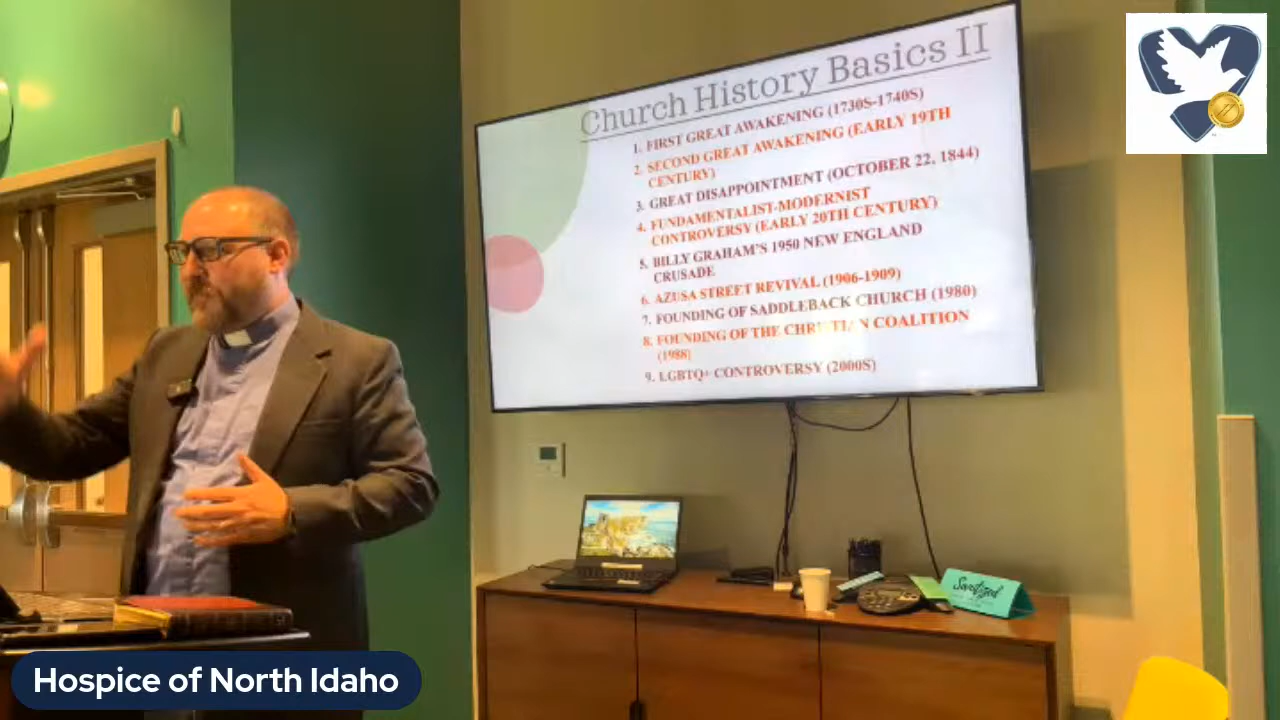 Church History Basics II
1. FIRST GREAT AWAKENING (1730S-1740S)
2. SECOND GREAT AWAKENING (EARLY 19TH
CENTURY)
3. GREAT DISAPPOINTMENT (OCTOBER 22, 1844)
4. FUNDAMENTALIST-MODERNIST
CONTROVERSY (EARLY 20TH CENTURY)
5. BILLY GRAHAM'S 1950 NEW ENGLAND
CRUSADE
6. AZUSA STREET REVIVAL (1906-1909)
7. FOUNDING OF SADDLEBACK CHURCH (1980)
8. FOUNDING OF THE CHRISTIAN COALITION
(1988)
9. LGBTQ+ CONTROVERSY (2000S)
Sanitized
Hospice of North Idaho